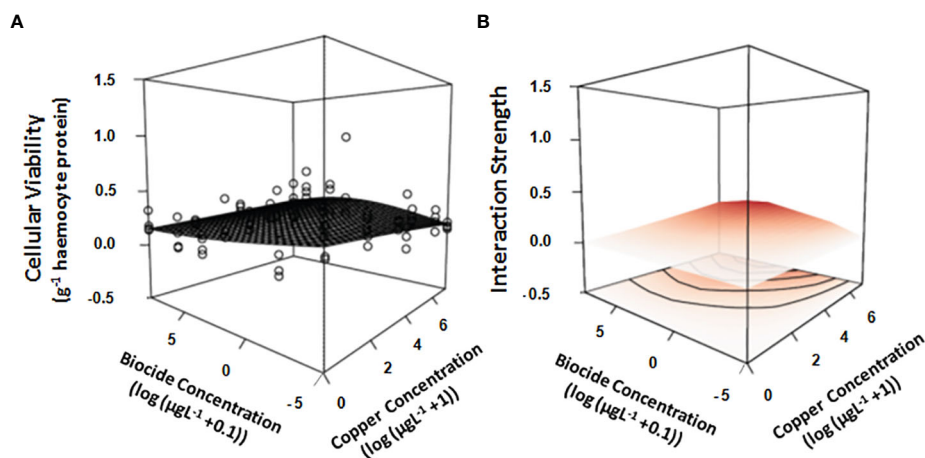 A
Cellular Viability
(g-1 haemocyte protein)
1.5
1.0
0.5
0.0
-0.5
5
0
-5
Biocide Concentration
(log (µgL-1 +0.1))
0
2
4
6
Copper Concentration
(log (µgL-1 +1))
B
Interaction Strength
1.5
1.0
0.5
0.0
-0.5
5
0
-5
Biocide Concentration
(log (µgL-1 +0.1))
0
2
4
6
Copper Concentration
(log (µgL-1 +1))